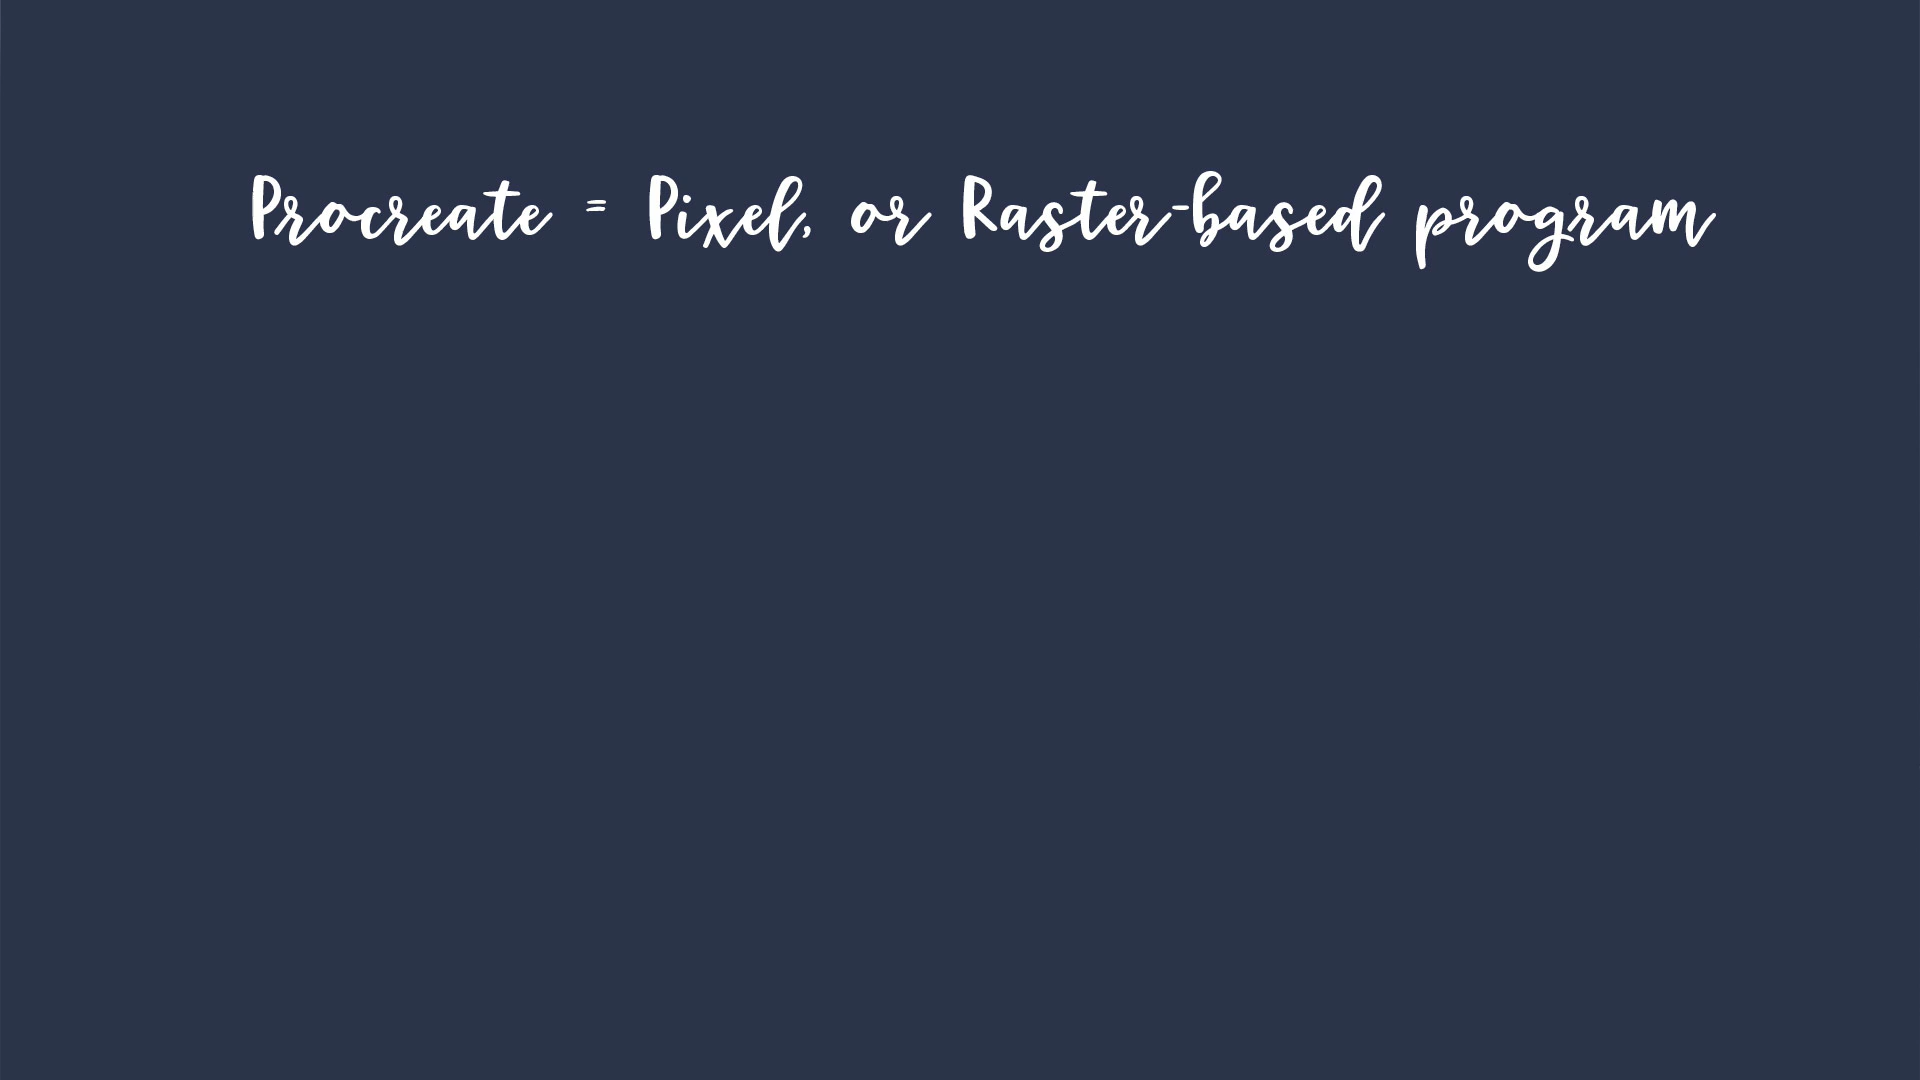 Procreate = Pixel, or Raster-based program